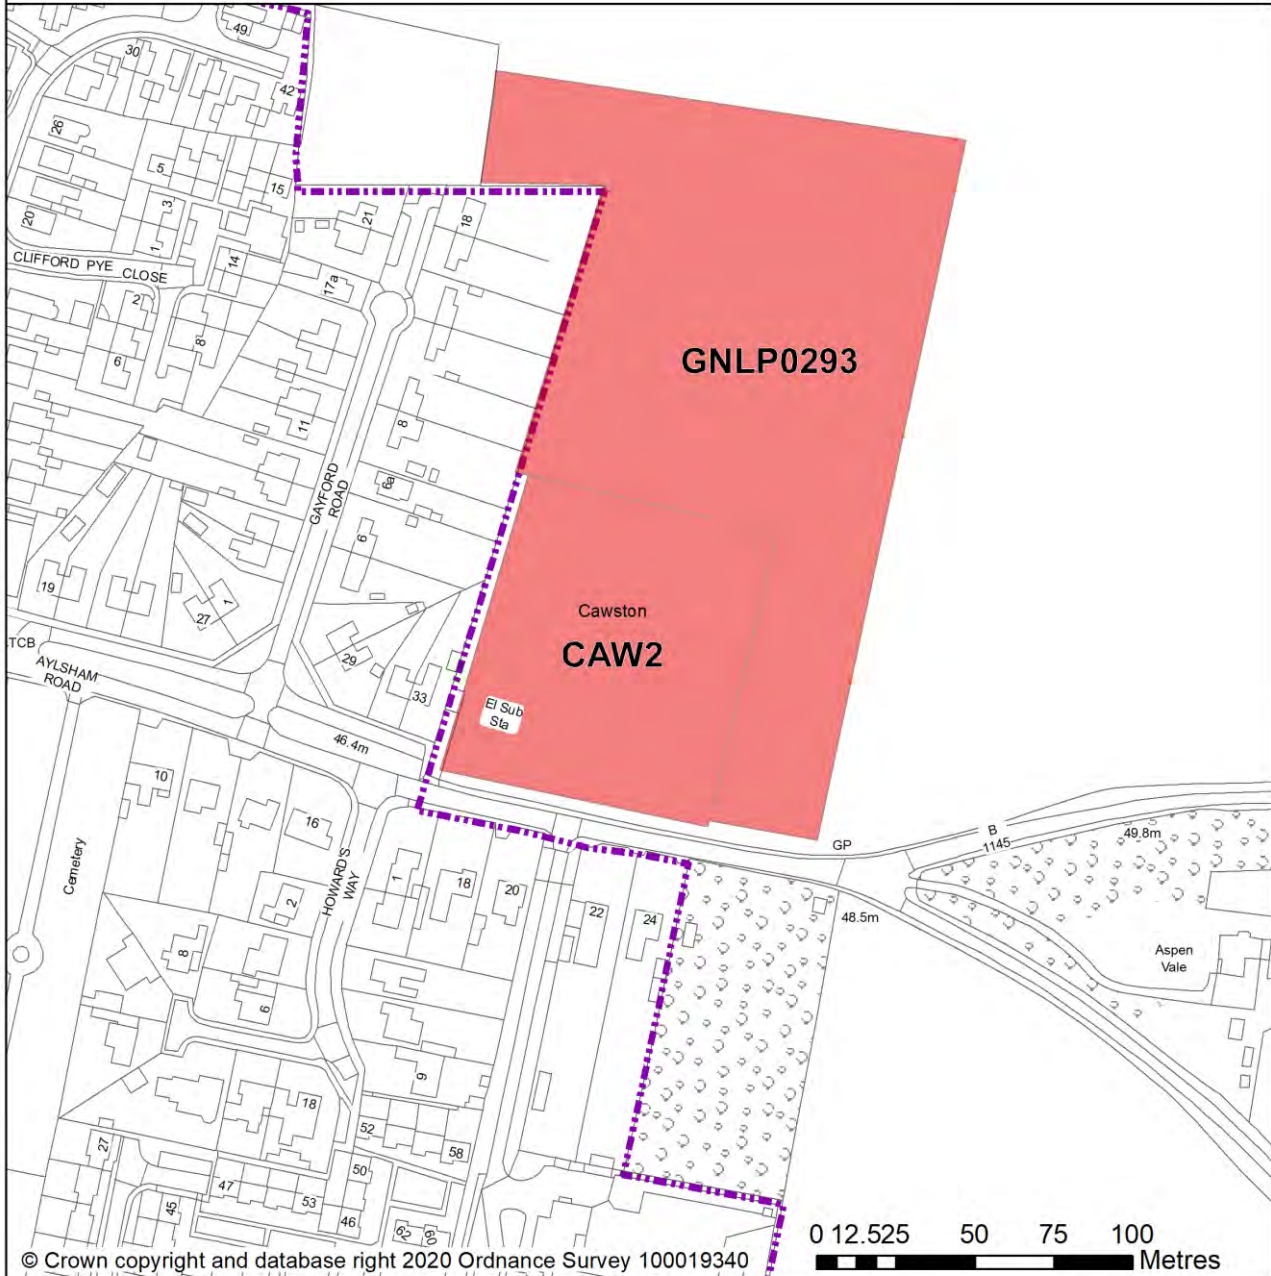 49
30
42
26
5
15
3
20
1
21
18
CLIFFORD PYE CLOSE
14
17a
2
8
6
GNLP0293
11
8
6a
GAYFORD
ROAD
6
19
1
27
Cawston
CAW2
TCB
AYLSHAM
ROAD
29
33
El Sub
Sta
46.4m
10
16
GP
B
1145
49.8m
Cemetery
HOWARD'S
WAY
1
18
20
2
22
24
48.5m
8
6
Aspen
Vale
9
18
52
58
27
47
50
53
45
46
62
60
0 12.525 50 75 100
Metres
© Crown copyright and database right 2020 Ordnance Survey 100019340